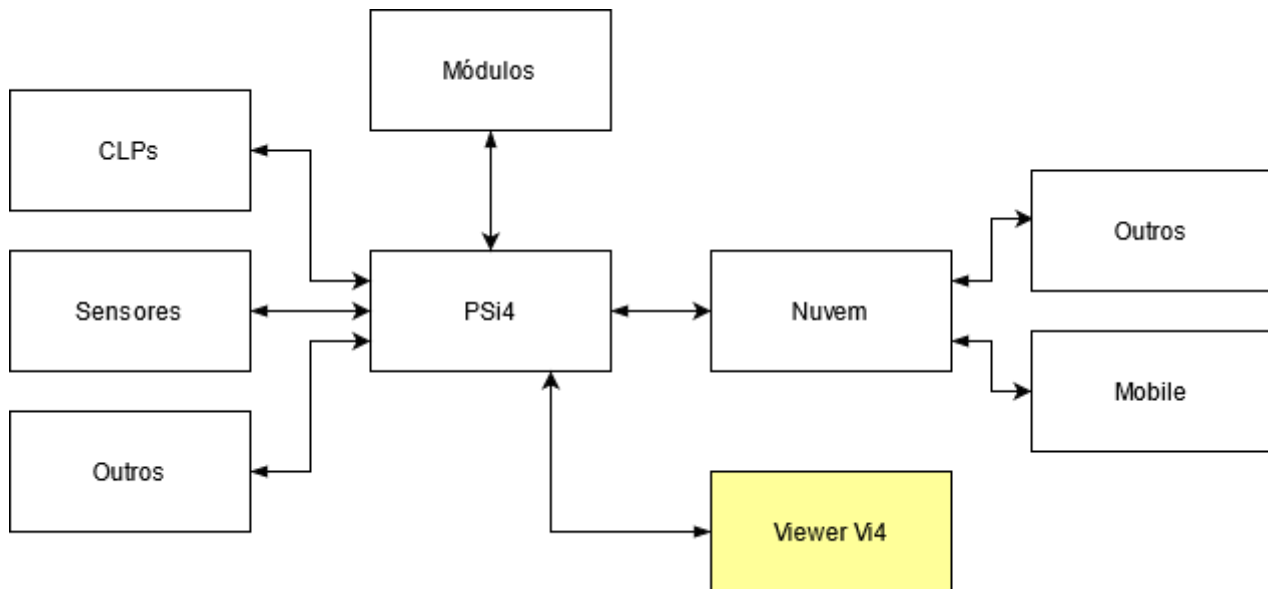 Módulos
CLPs
Outros
Sensores
PSi4
Nuvem
Mobile
Outros
Viewer Vi4